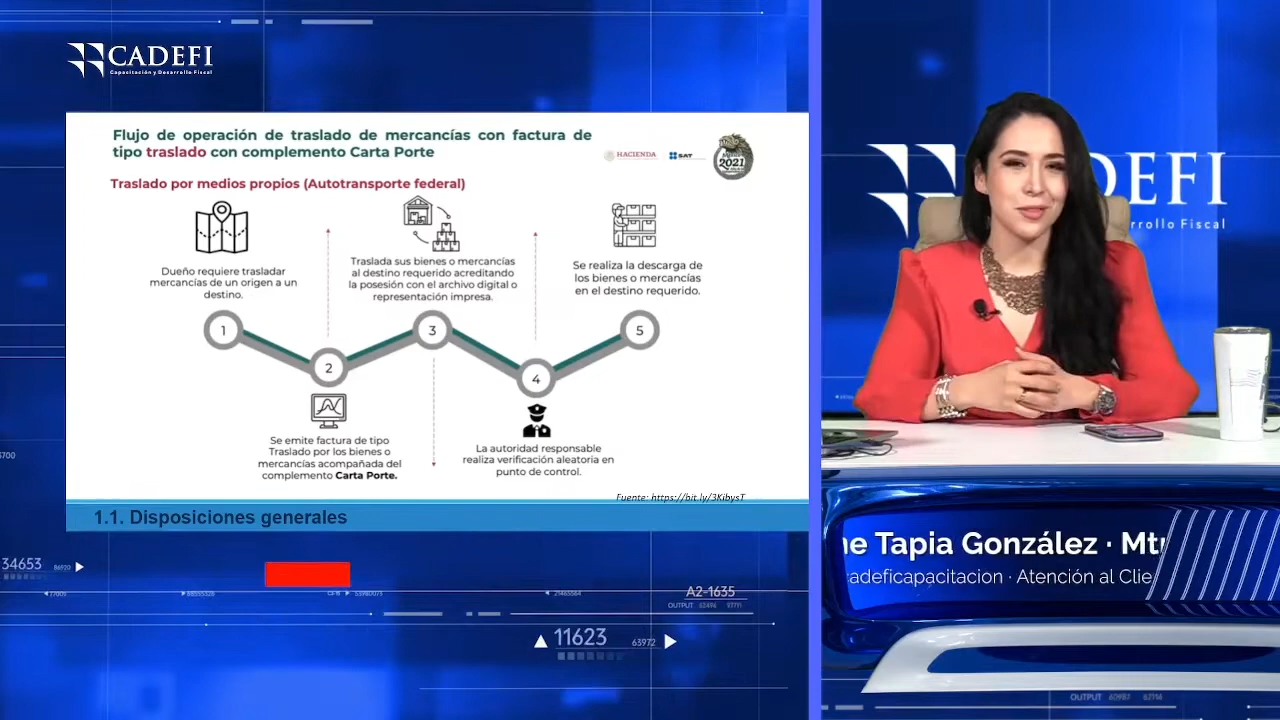 CADEFI
Capacitación y Desarrollo Fiscal
Flujo de operación de traslado de mercancías con factura de
tipo traslado con complemento Carta Porte
HACIENDA
SAT
2021
Traslado por medios propios (Autotransporte federal)
Dueño requiere trasladar
mercancías de un origen a un
destino.
Traslada sus bienes o mercancías
al destino requerido acreditando
la posesión con el archivo digital o
representación impresa.
Se realiza la descarga de
los bienes o mercancías
en el destino requerido.
1
2
3
4
5
Se emite factura de tipo
Traslado por los bienes o
mercancías acompañada del
complemento Carta Porte.
La autoridad responsable
realiza verificación aleatoria en
punto de control.
Fuente: https://bit.ly/3KibysT
1.1. Disposiciones generales
DEFI
rrollo Fiscal
ne Tapia González · Mtr
cadeficapacitacion · Atención al Clie
34653
86920
A2-1635
OUTPUT
11623
63972
OUTPUT